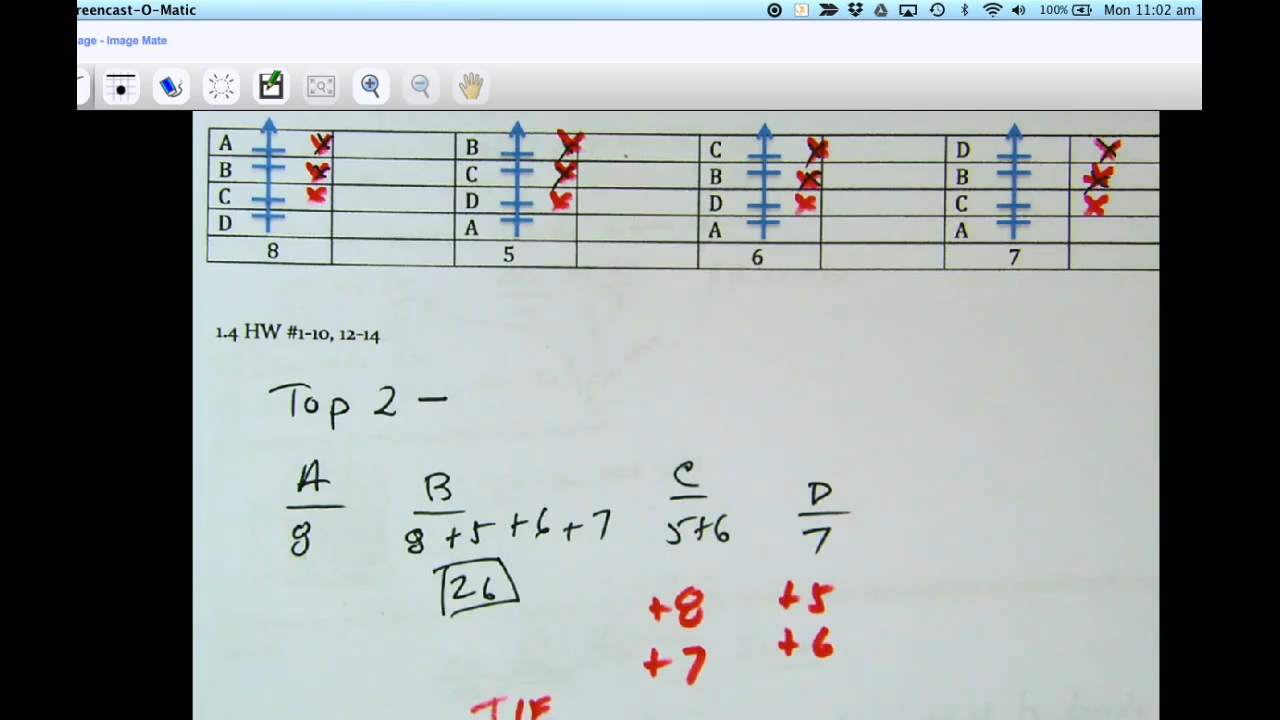 reencast-O-Matic 100% Mon 11:02 am
age - Image Mate
A B C D
B C B B
C D D C
D A A A
8 5 6 7
1.4 HW #1-10, 12-14
Top 2 -
A B C D
8 8+5+6+7 5+6 7
26
+8 +5
+7 +6
TIE